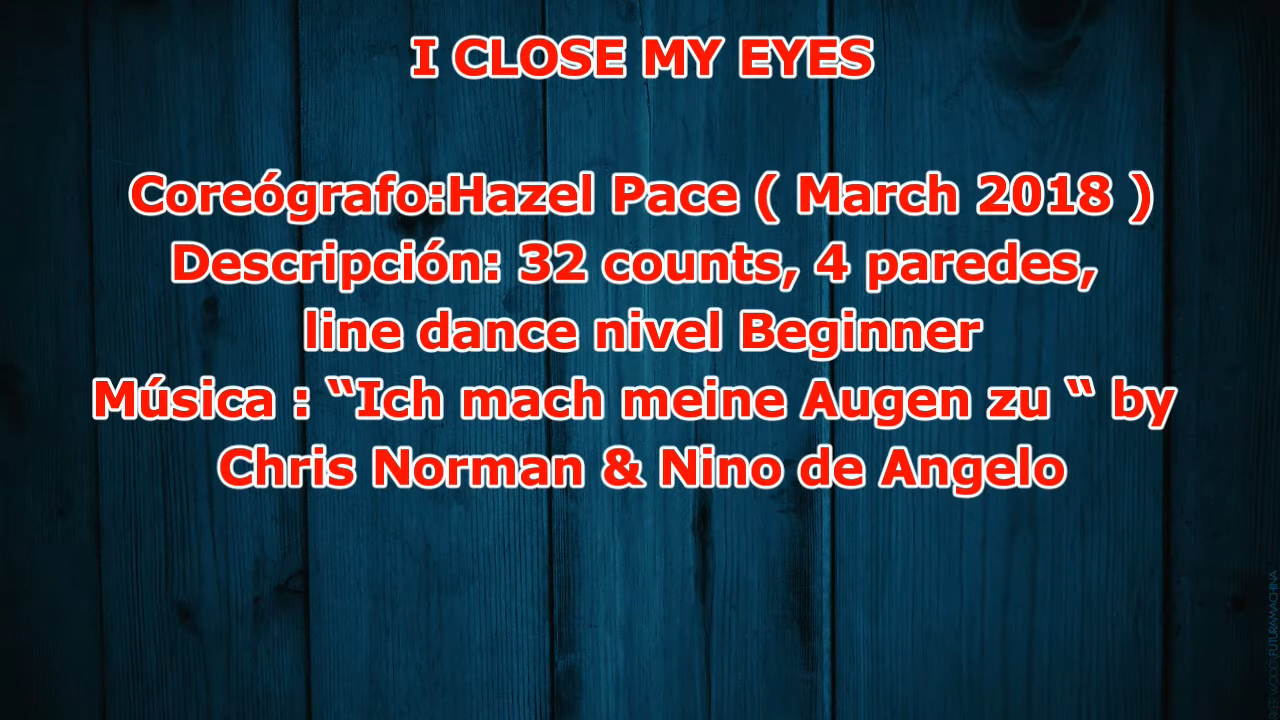 I CLOSE MY EYES
Coreógrafo:Hazel Pace ( March 2018 )
Descripción: 32 counts, 4 paredes,
line dance nivel Beginner
Música : “Ich mach meine Augen zu “ by
Chris Norman & Nino de Angelo
FUTURAMACHINA